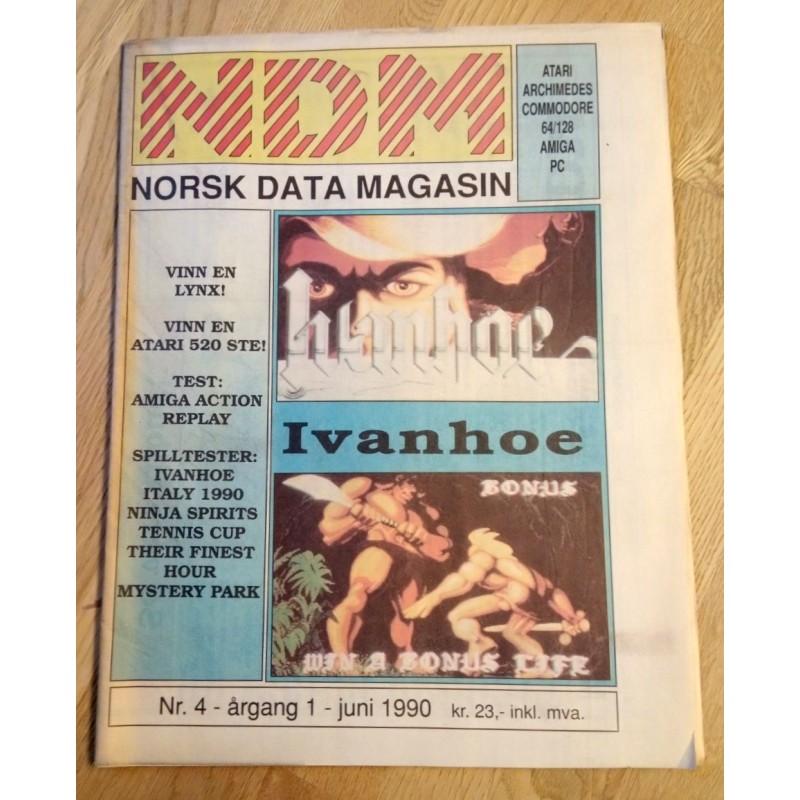 NDM
NORSK DATA MAGASIN
ATARI
ARCHIMEDES
COMMODORE
64/128
AMIGA
PC
VINN EN
LYNX!
VINN EN
ATARI 520 STE!
TEST:
AMIGA ACTION
REPLAY
SPILLTESTER:
IVANHOE
ITALY 1990
NINJA SPIRITS
TENNIS CUP
THEIR FINEST
HOUR
MYSTERY PARK
Ivanhoe
Ivanhoe
BONUS
WIN A BONUS LIFE
Nr. 4 - årgang 1 - juni 1990 kr. 23,- inkl. mva.